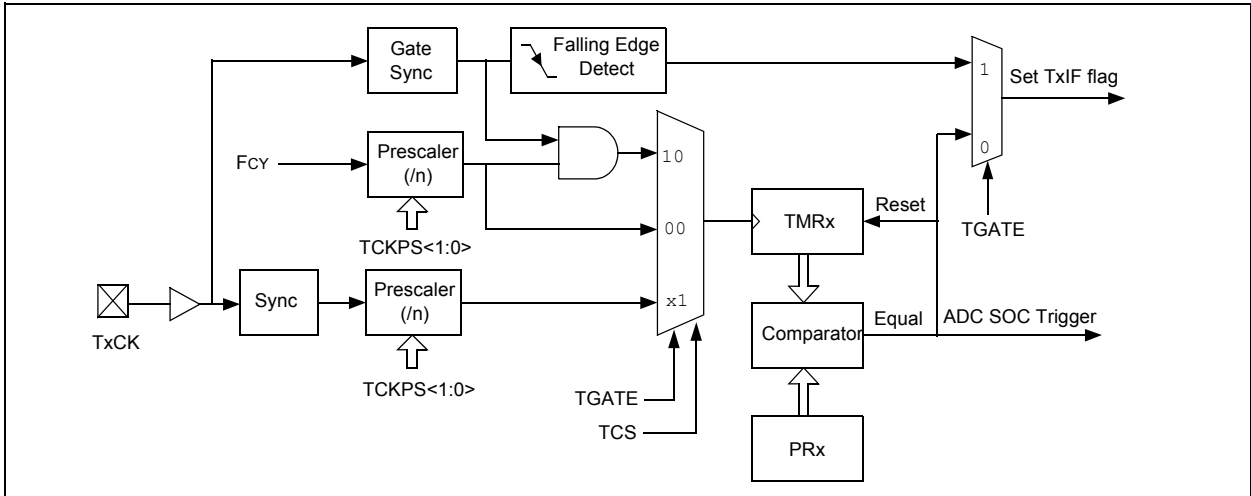 Gate
Sync
Falling Edge
Detect
1
Set TxIF flag
0
TGATE
FCY
Prescaler
(/n)
TCKPS<1:0>
10
00
x1
TMRx
Reset
TxCK
Sync
Prescaler
(/n)
TCKPS<1:0>
Comparator
Equal
ADC SOC Trigger
TGATE
TCS
PRx